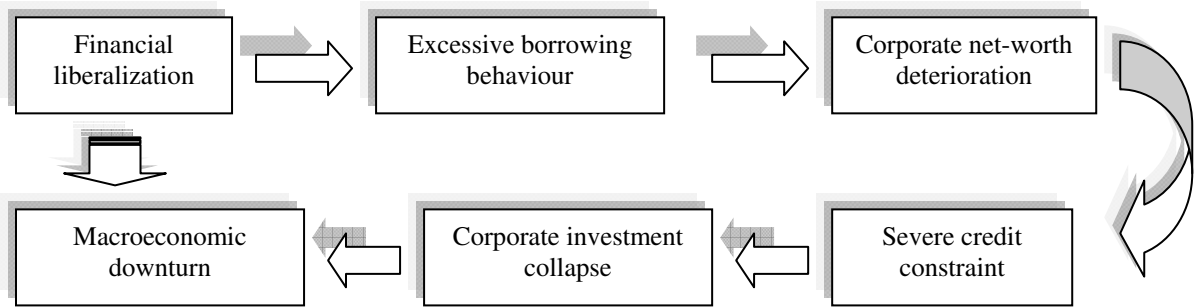 Financial
liberalization
Excessive borrowing
behaviour
Corporate net-worth
deterioration
Macroeconomic
downturn
Corporate investment
collapse
Severe credit
constraint